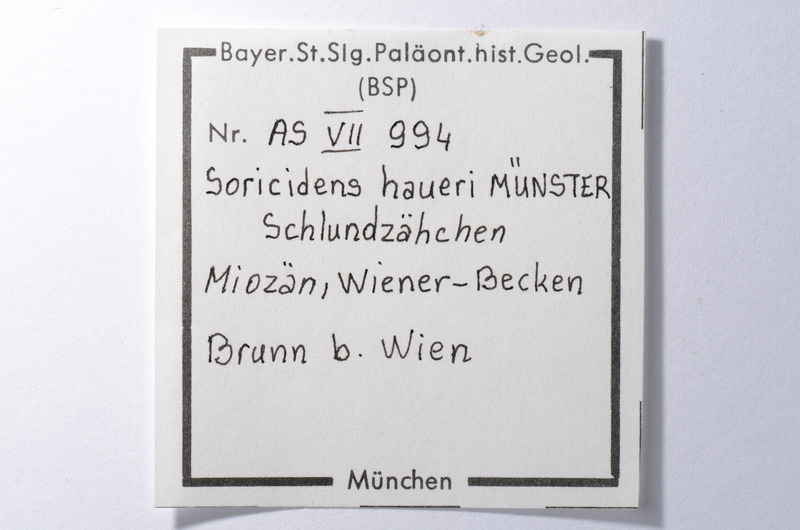 Bayer.St.Slg.Paläont.hist.Geol.
(BSP)
Nr. AS VII 994
Soricidens haueri MÜNSTER
Schlundzähchen
Miozän, Wiener-Becken
Brunn b. Wien
München